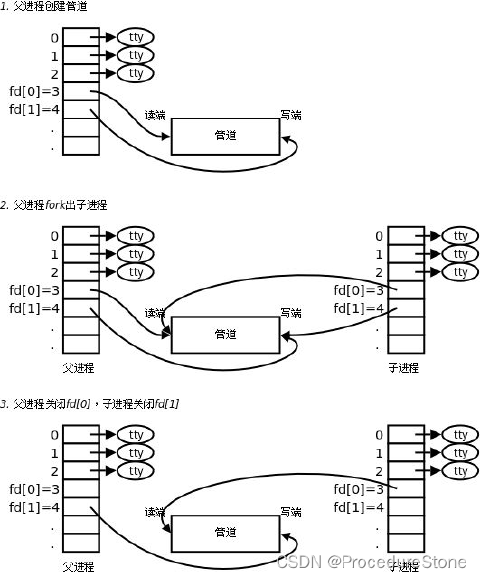 1. 父进程创建管道
0 tty
1 tty
2 tty
fd[0]=3
fd[1]=4
.
.
读端 写端
管道
2. 父进程fork出子进程
0 tty 0 tty
1 tty 1 tty
2 tty 2 tty
fd[0]=3 fd[0]=3
fd[1]=4 读端 写端 fd[1]=4
. 管道 .
. .
父进程 子进程
3. 父进程关闭fd[0]，子进程关闭fd[1]
0 tty 0 tty
1 tty 1 tty
2 tty 2 tty
fd[0]=3 fd[0]=3
fd[1]=4 读端 写端 fd[1]=4
. 管道 .
. .
父进程 子进程
CSDN @ProcedureStone